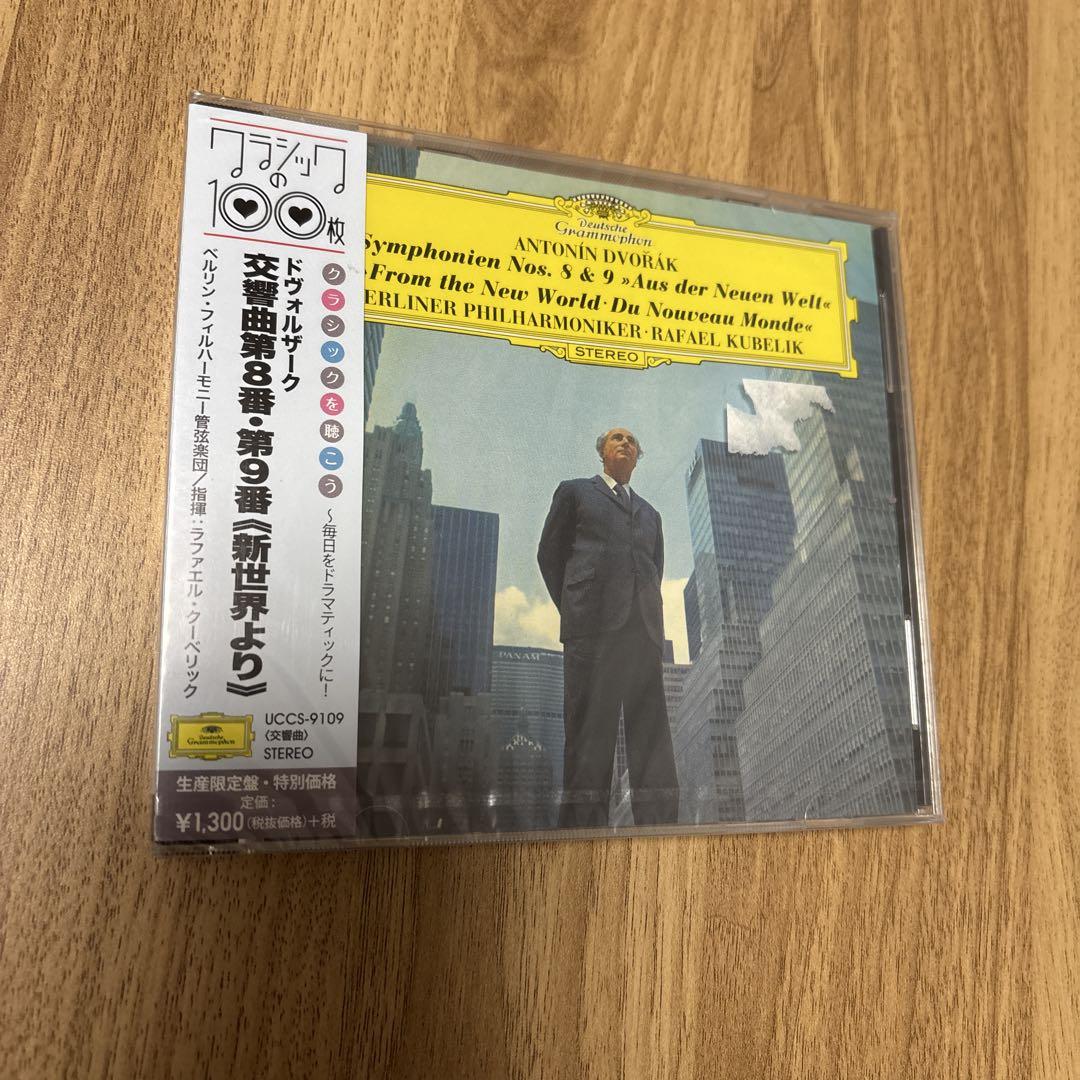 クラシック
の
100
枚
クラシックを聴こう
～毎日をドラマティックに！
ドヴォルザーク
交響曲第8番・第9番《新世界より》
ベルリン・フィルハーモニー管弦楽団/指揮:ラファエル・クーベリック
Deutsche
Grammophon
UCCS-9109
〈交響曲〉
STEREO
生産限定盤・特別価格
定価:
¥1,300(税抜価格)+税
Deutsche
Grammophon
ANTONÍN DVOŘÁK
Symphonien Nos. 8 & 9 »Aus der Neuen Welt«
»From the New World · Du Nouveau Monde«
ERLINER PHILHARMONIKER · RAFAEL KUBELIK
STEREO
PANAM